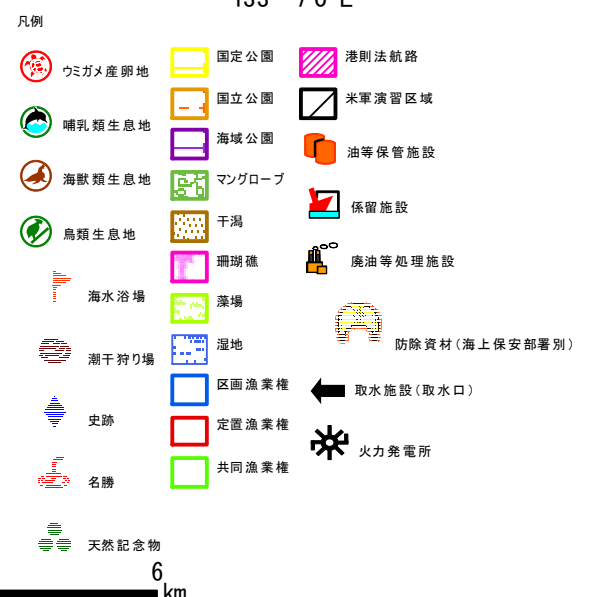 凡例
ウミガメ産卵地
哺乳類生息地
海獣類生息地
鳥類生息地
海水浴場
潮干狩り場
史跡
名勝
天然記念物
国定公園
国立公園
海域公園
マングローブ
干潟
珊瑚礁
藻場
湿地
区画漁業権
定置漁業権
共同漁業権
港則法航路
米軍演習区域
油等保管施設
係留施設
廃油等処理施設
防除資材(海上保安部署別)
取水施設(取水口)
火力発電所
6
km